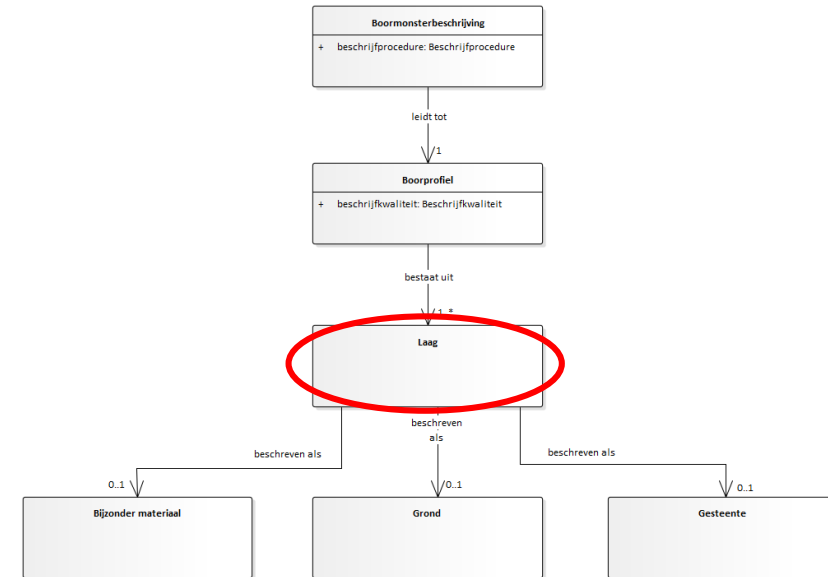 Boormonsterbeschrijving
+ beschrijfprocedure: Beschrijfprocedure
leidt tot
1
Boorprofiel
+ beschrijfkwaliteit: Beschrijfkwaliteit
bestaat uit
1..*
Laag
beschreven
als
beschreven als
beschreven als
0..1
0..1
0..1
Bijzonder materiaal
Grond
Gesteente